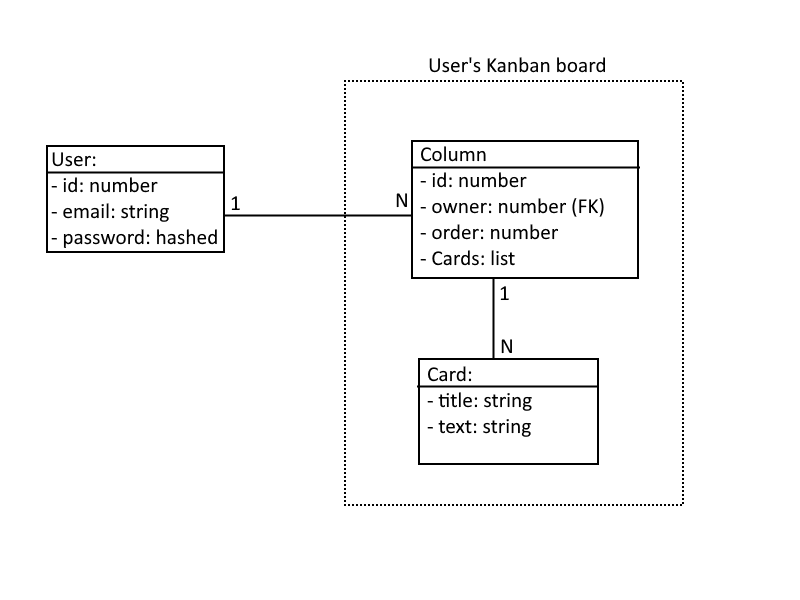 User's Kanban board
User:
- id: number
- email: string
- password: hashed
1
N
Column
- id: number
- owner: number (FK)
- order: number
- Cards: list
1
N
Card:
- title: string
- text: string